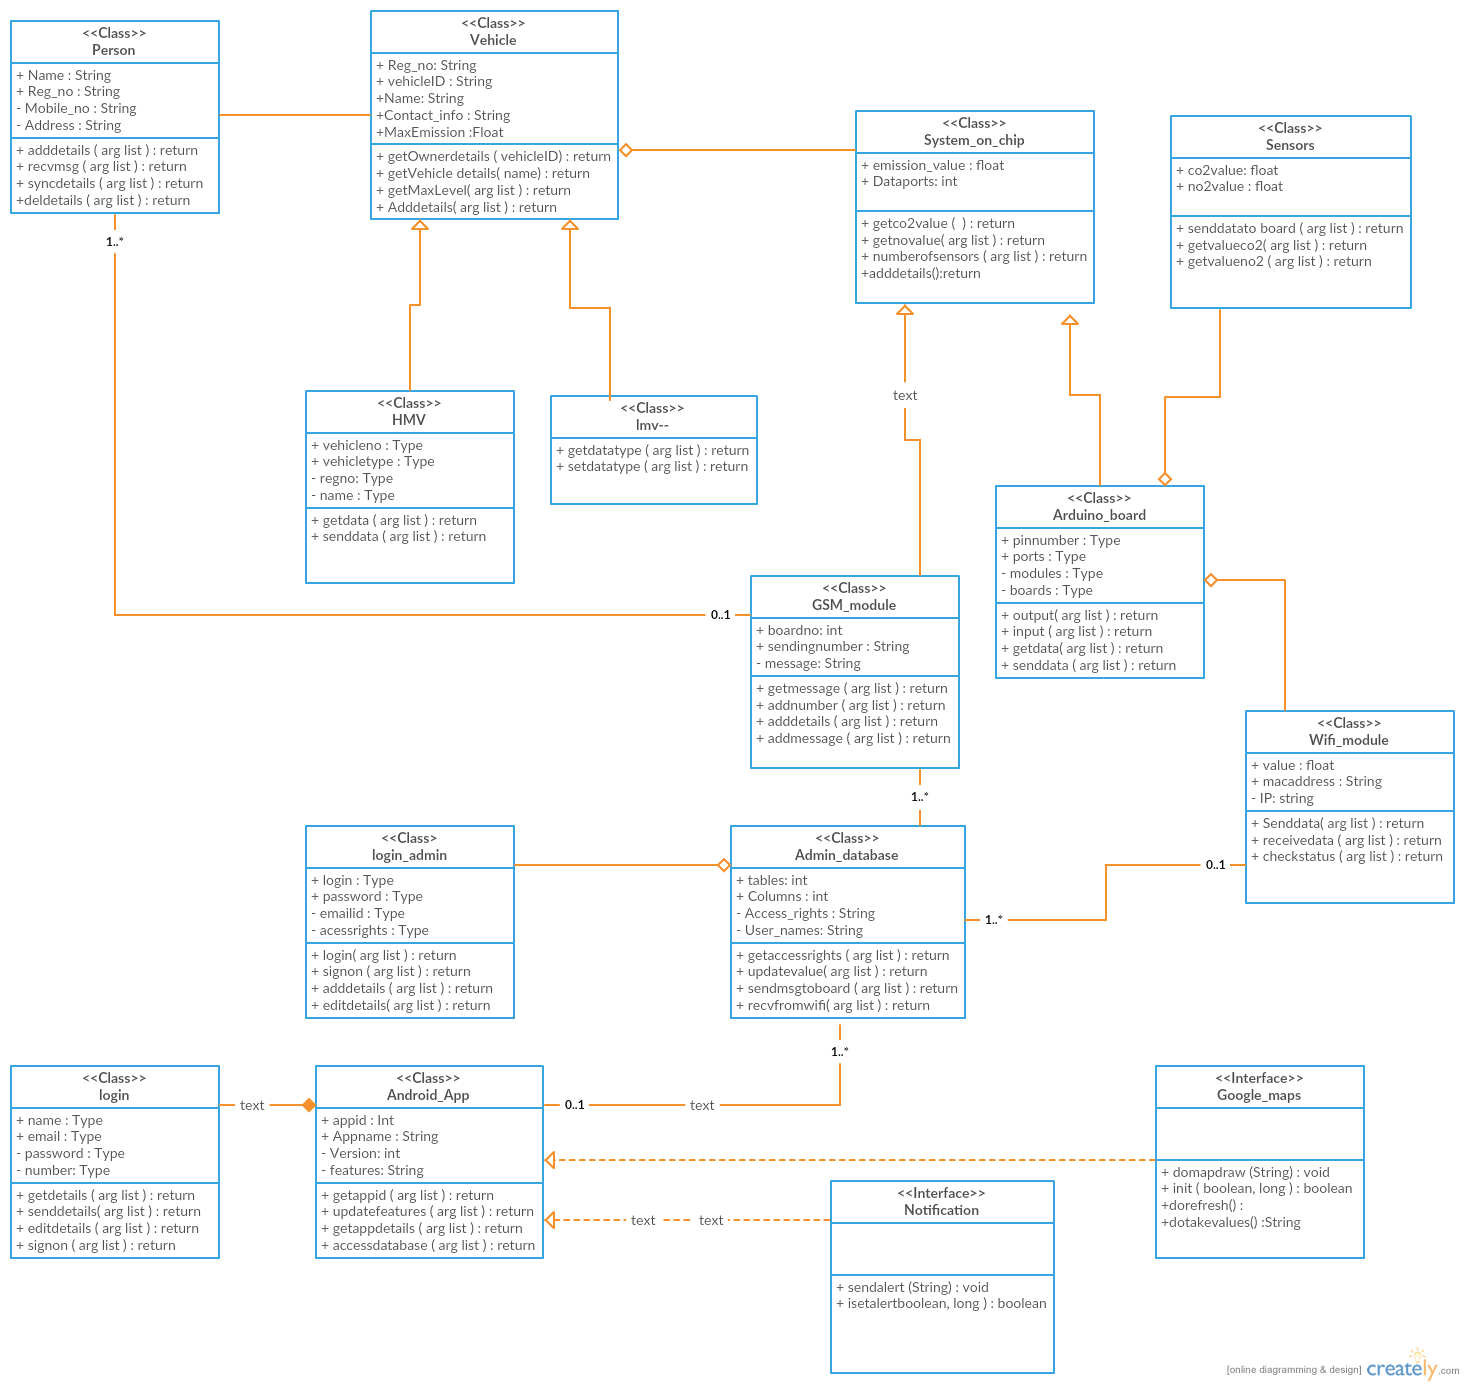 <<Class>>
Person
+ Name : String
+ Reg_no : String
- Mobile_no : String
- Address : String
+ adddetails ( arg list ) : return
+ recvmsg ( arg list ) : return
+ syncdetails ( arg list ) : return
+deldetails ( arg list ) : return
<<Class>>
Vehicle
+ Reg_no: String
+ vehicleID : String
+Name: String
+Contact_info : String
+MaxEmission :Float
+ getOwnerdetails ( vehicleID) : return
+ getVehicle details( name) : return
+ getMaxLevel( arg list ) : return
+ Adddetails( arg list ) : return
<<Class>>
System_on_chip
+ emission_value : float
+ Dataports: int
+ getco2value (  ) : return
+ getnovalue( arg list ) : return
+ numberofsensors ( arg list ) : return
+adddetails():return
<<Class>>
Sensors
+ co2value: float
+ no2value : float
+ senddatato board ( arg list ) : return
+ getvalueco2( arg list ) : return
+ getvalueno2 ( arg list ) : return
1..*
text
<<Class>>
HMV
+ vehicleno : Type
+ vehicletype : Type
- regno: Type
- name : Type
+ getdata ( arg list ) : return
+ senddata ( arg list ) : return
<<Class>>
lmv--
+ getdatatype ( arg list ) : return
+ setdatatype ( arg list ) : return
<<Class>>
Arduino_board
+ pinnumber : Type
+ ports : Type
- modules : Type
- boards : Type
+ output( arg list ) : return
+ input ( arg list ) : return
+ getdata( arg list ) : return
+ senddata ( arg list ) : return
0..1
<<Class>>
GSM_module
+ boardno: int
+ sendingnumber : String
- message: String
+ getmessage ( arg list ) : return
+ addnumber ( arg list ) : return
+ adddetails ( arg list ) : return
+ addmessage ( arg list ) : return
<<Class>>
Wifi_module
+ value : float
+ macaddress : String
- IP: string
+ Senddata( arg list ) : return
+ receivedata ( arg list ) : return
+ checkstatus ( arg list ) : return
1..*
<<Class>
login_admin
+ login : Type
+ password : Type
- emailid : Type
- acessrights : Type
+ login( arg list ) : return
+ signon ( arg list ) : return
+ adddetails ( arg list ) : return
+ editdetails( arg list ) : return
<<Class>>
Admin_database
+ tables: int
+ Columns : int
- Access_rights : String
- User_names: String
+ getaccessrights ( arg list ) : return
+ updatevalue( arg list ) : return
+ sendmsgtoboard ( arg list ) : return
+ recvfromwifi( arg list ) : return
0..1
1..*
1..*
<<Class>>
login
+ name : Type
+ email : Type
- password : Type
- number: Type
+ getdetails ( arg list ) : return
+ senddetails( arg list ) : return
+ editdetails ( arg list ) : return
+ signon ( arg list ) : return
text
<<Class>>
Android_App
+ appid : Int
+ Appname : String
- Version: int
- features: String
+ getappid ( arg list ) : return
+ updatefeatures ( arg list ) : return
+ getappdetails ( arg list ) : return
+ accessdatabase ( arg list ) : return
0..1
text
text
text
<<Interface>>
Notification
+ sendalert (String) : void
+ isetalertboolean, long ) : boolean
<<Interface>>
Google_maps
+ domapdraw (String) : void
+ init ( boolean, long ) : boolean
+dorefresh() :
+dotakevalues() :String
[online diagramming & design] creately.com